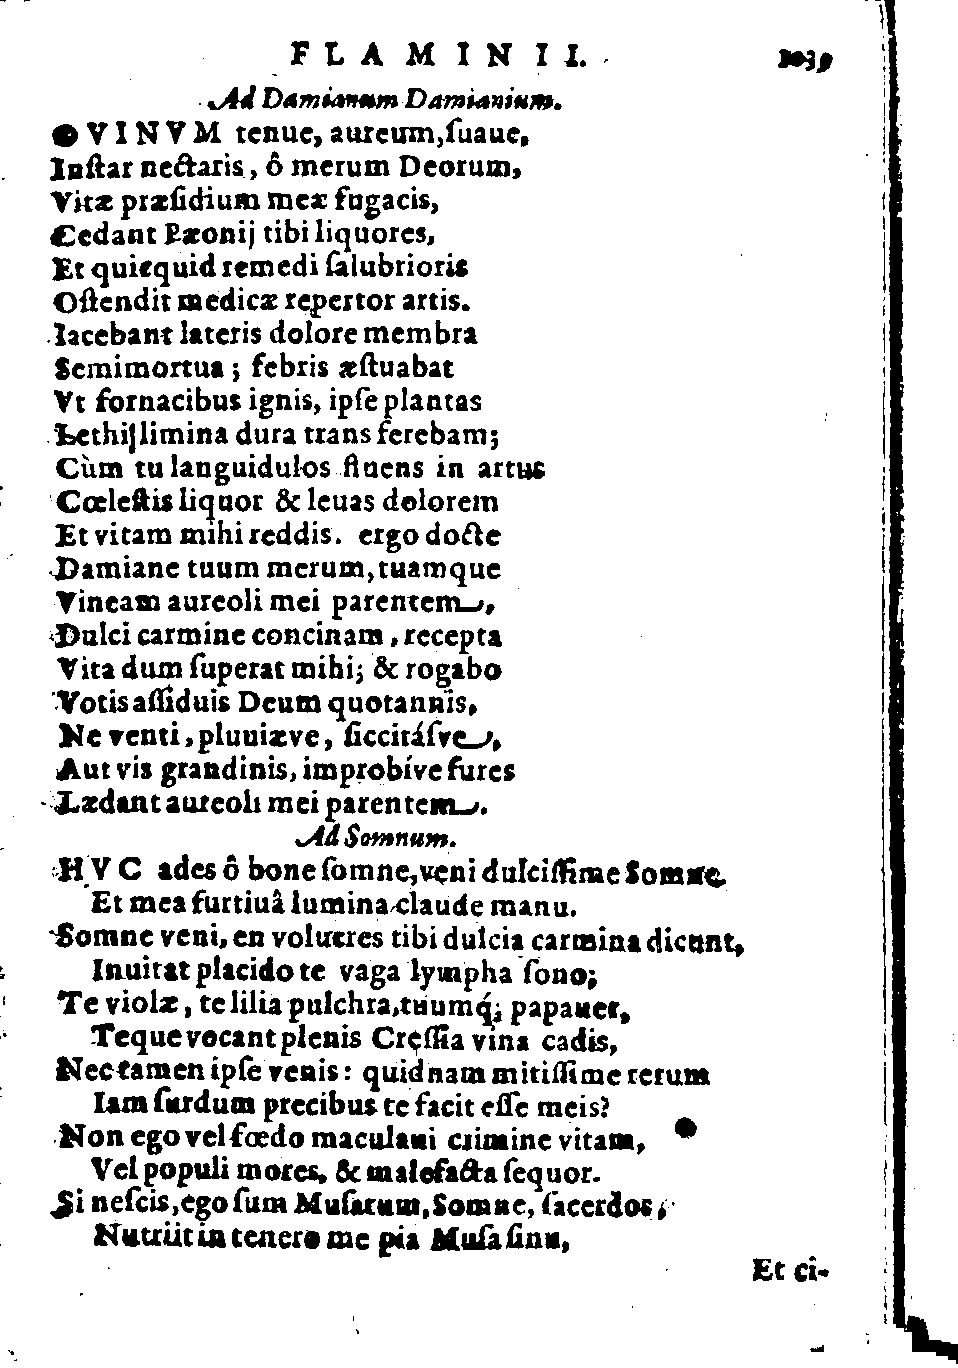 FLAMINII. 1039
Ad Damianum Damianium.
O VINVM tenue, aureum, ſuaue,
Inſtar nectaris, ô merum Deorum,
Vitæ præſidium meæ fugacis,
Cedant Pæonij tibi liquores,
Et quicquid remedi ſalubrioris
Oſtendit medicæ repertor artis.
Iacebant lateris dolore membra
Semimortua; febris æſtuabat
Vt fornacibus ignis, ipſe plantas
Lethi limina dura trans ferebam;
Cùm tu languidulos fluens in artus
Cœleſtis liquor & leuas dolorem
Et vitam mihi reddis. ergo docte
Damiane tuum merum, tuamque
Vineam aureoli mei parentem,
Dulci carmine concinam, recepta
Vita dum ſuperat mihi; & rogabo
Votis aſſiduis Deum quotannis,
Ne venti, pluuiæve, ſiccitáſve,
Aut vis grandinis, improbíve fures
Lædant aureoli mei parentem.
Ad Somnum.
HVC ades ô bone ſomne, veni dulciſſime Somne
Et mea furtiuâ lumina claude manu.
Somne veni, en volucres tibi dulcia carmina dicunt,
Inuitat placido te vaga lympha ſono;
Te violæ, te lilia pulchra, tuumq́; papauer,
Teque vocant plenis Cręſſia vina cadis,
Nec tamen ipſe venis: quid nam mitiſſime rerum
Iam ſurdum precibus te facit eſſe meis?
Non ego vel fœdo maculaui crimine vitam,
Vel populi mores, & malefacta ſequor.
Si neſcis, ego ſum Muſarum, Somne, ſacerdos,
Nutriit in tenero me pia Muſa ſinu,
Et ci-